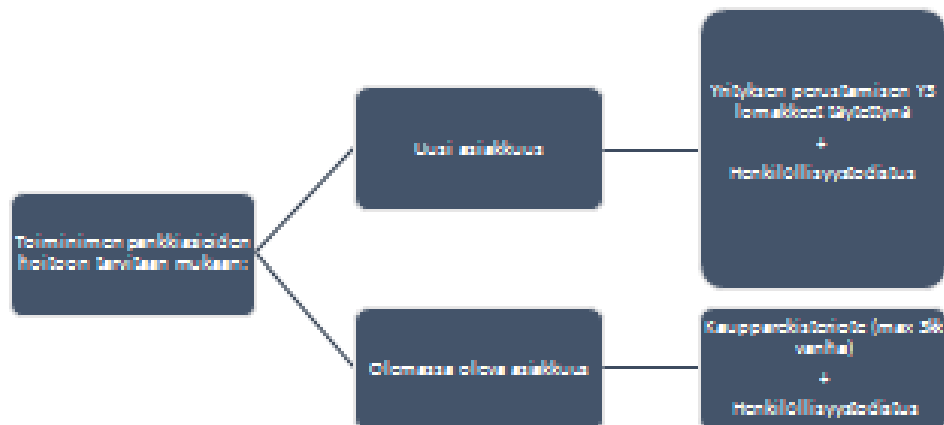 Toiminimen pankkiasioiden
hoitoon tarvitaan mukaan:
Uusi asiakkuus
Yrityksen perustamisen Y3
lomakkeet täytettynä
+
Henkilöllisyystodistus
Olemassa oleva asiakkuus
Kaupparekisteriote (max 3kk
vanha)
+
Henkilöllisyystodistus